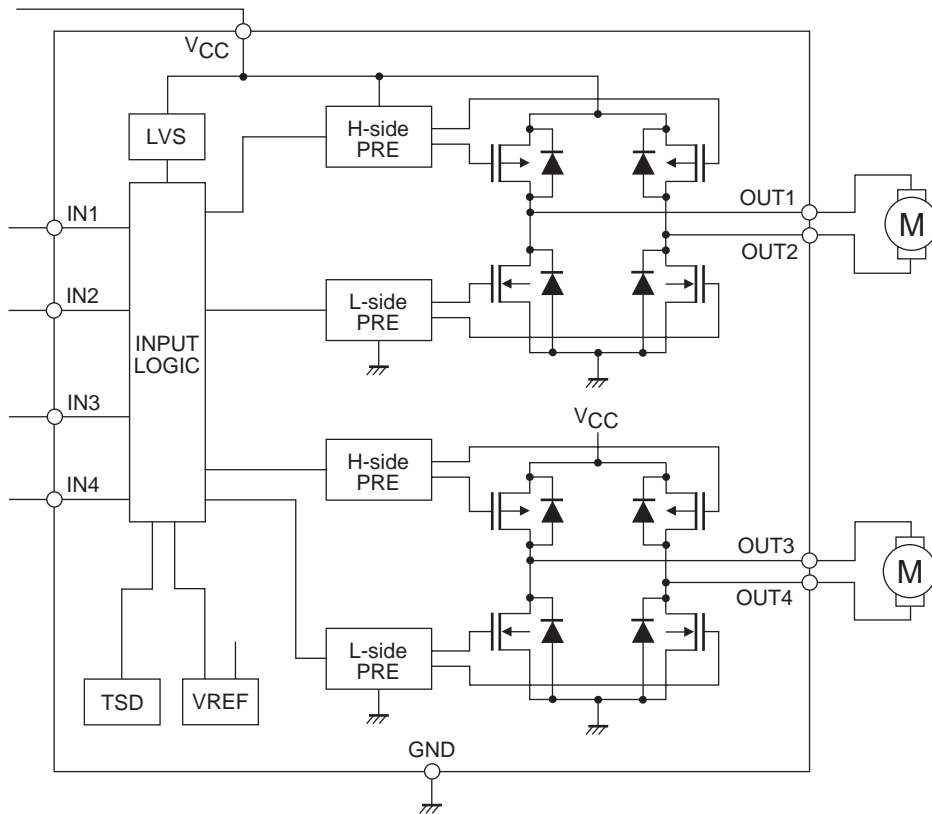 VCC
LVS
H-side
PRE
IN1
OUT1
M
OUT2
IN2
L-side
PRE
INPUT
LOGIC
IN3
VCC
H-side
PRE
IN4
OUT3
M
OUT4
L-side
PRE
TSD
VREF
GND